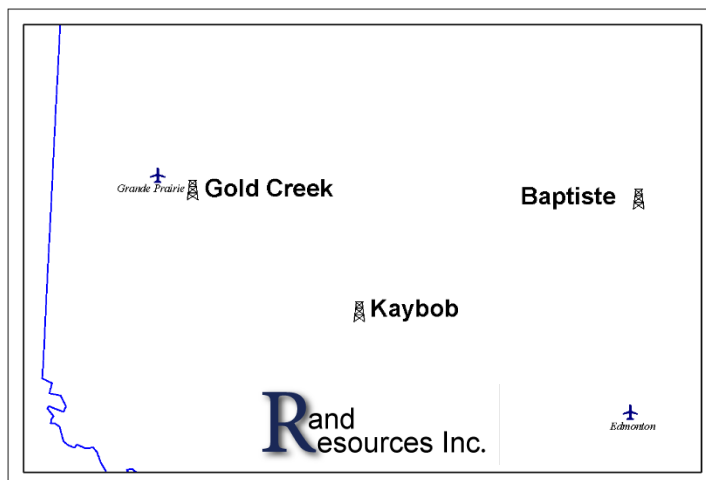 Grande Prairie
Gold Creek
Baptiste
Kaybob
Rand
Resources Inc.
Edmonton